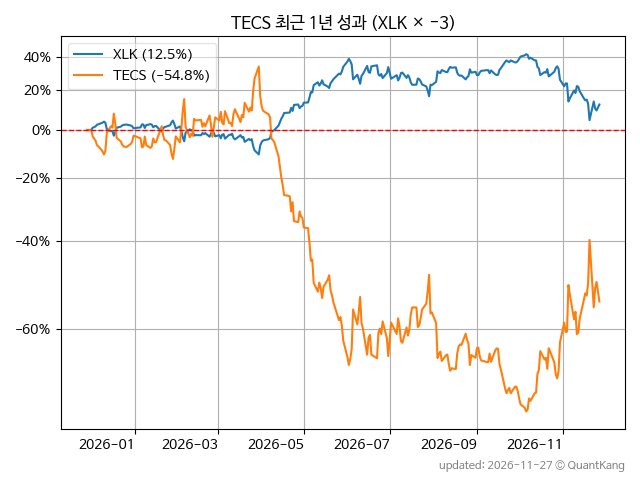 TECS 최근 1년 성과 (XLK × −3)
XLK (12.5%)
TECS (−54.8%)
40%
20%
0%
−20%
−40%
−60%
2026-01 2026-03 2026-05 2026-07 2026-09 2026-11
updated: 2026-11-27 © QuantKang